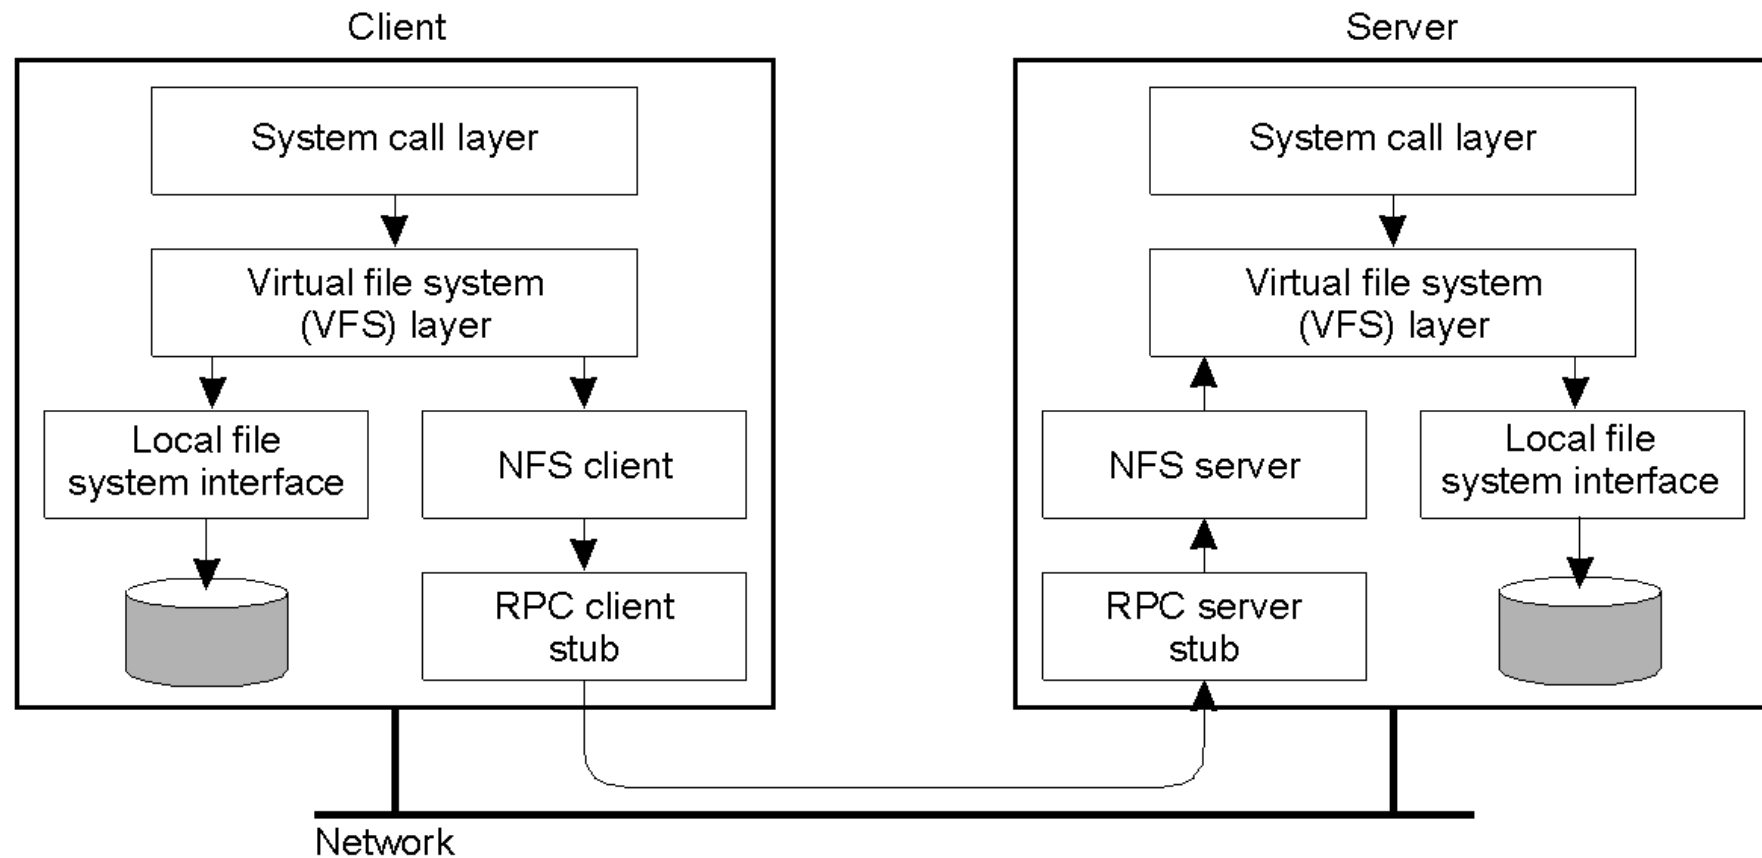 Client
System call layer
Virtual file system
(VFS) layer
Local file
system interface
NFS client
RPC client
stub
Server
System call layer
Virtual file system
(VFS) layer
NFS server
Local file
system interface
RPC server
stub
Network